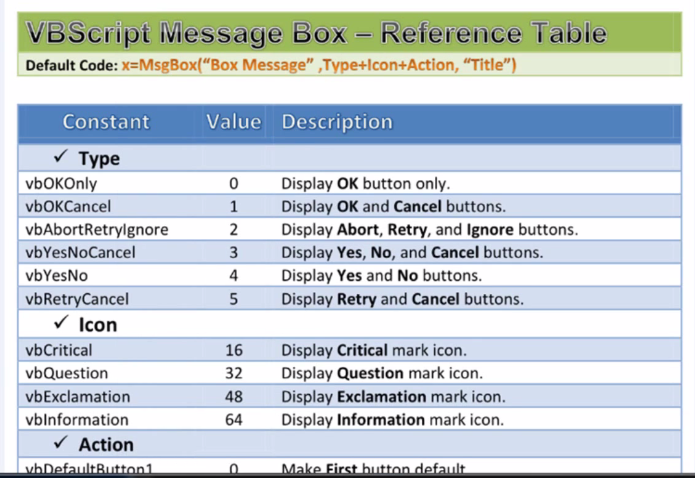 VBScript Message Box – Reference Table
Default Code: x=MsgBox(“Box Message” ,Type+Icon+Action, “Title”)
Constant Value Description
✓ Type
vbOKOnly 0 Display OK button only.
vbOKCancel 1 Display OK and Cancel buttons.
vbAbortRetryIgnore 2 Display Abort, Retry, and Ignore buttons.
vbYesNoCancel 3 Display Yes, No, and Cancel buttons.
vbYesNo 4 Display Yes and No buttons.
vbRetryCancel 5 Display Retry and Cancel buttons.
✓ Icon
vbCritical 16 Display Critical mark icon.
vbQuestion 32 Display Question mark icon.
vbExclamation 48 Display Exclamation mark icon.
vbInformation 64 Display Information mark icon.
✓ Action
vbDefaultButton1 0 Make First button default